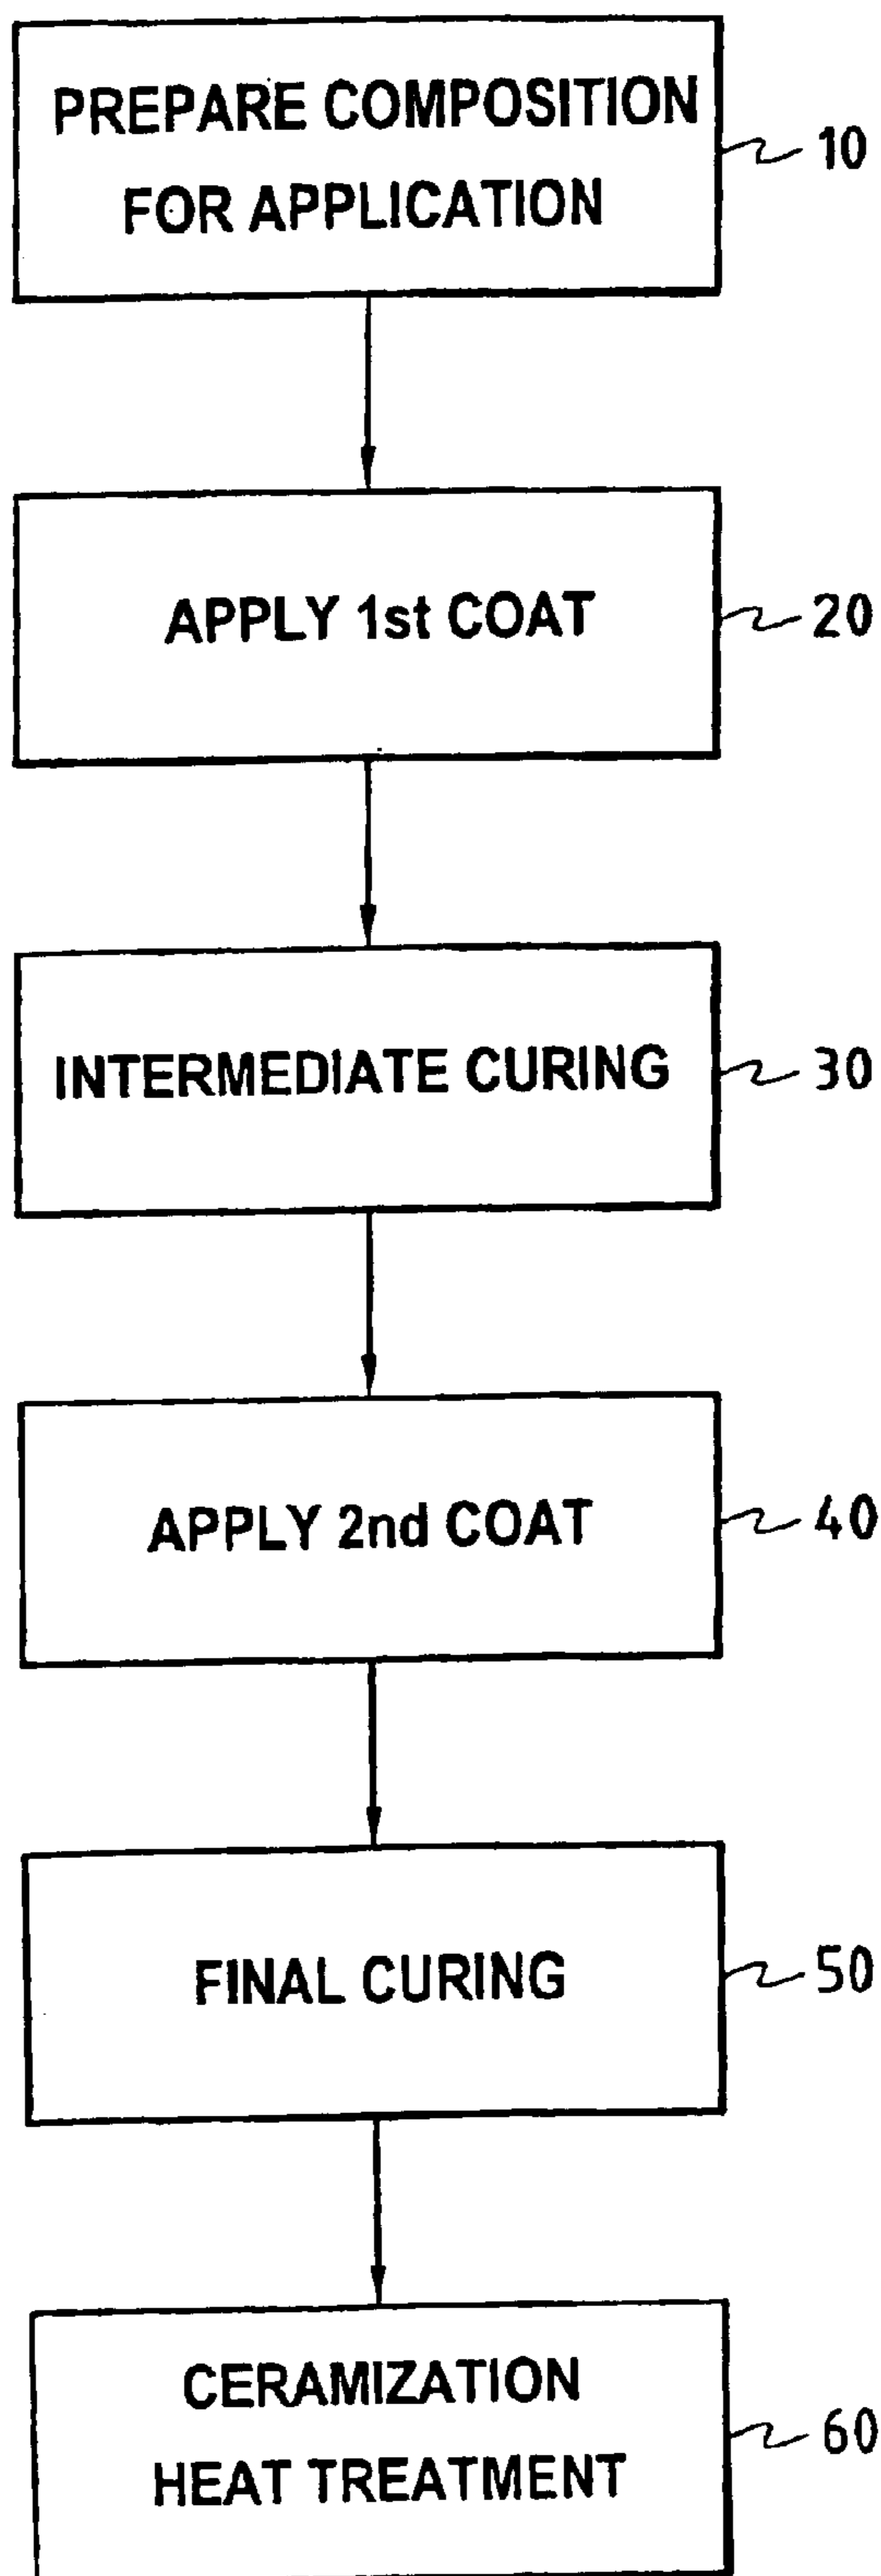 PREPARE COMPOSITION
FOR APPLICATION
10
APPLY 1st COAT
20
INTERMEDIATE CURING
30
APPLY 2nd COAT
40
FINAL CURING
50
CERAMIZATION
HEAT TREATMENT
60